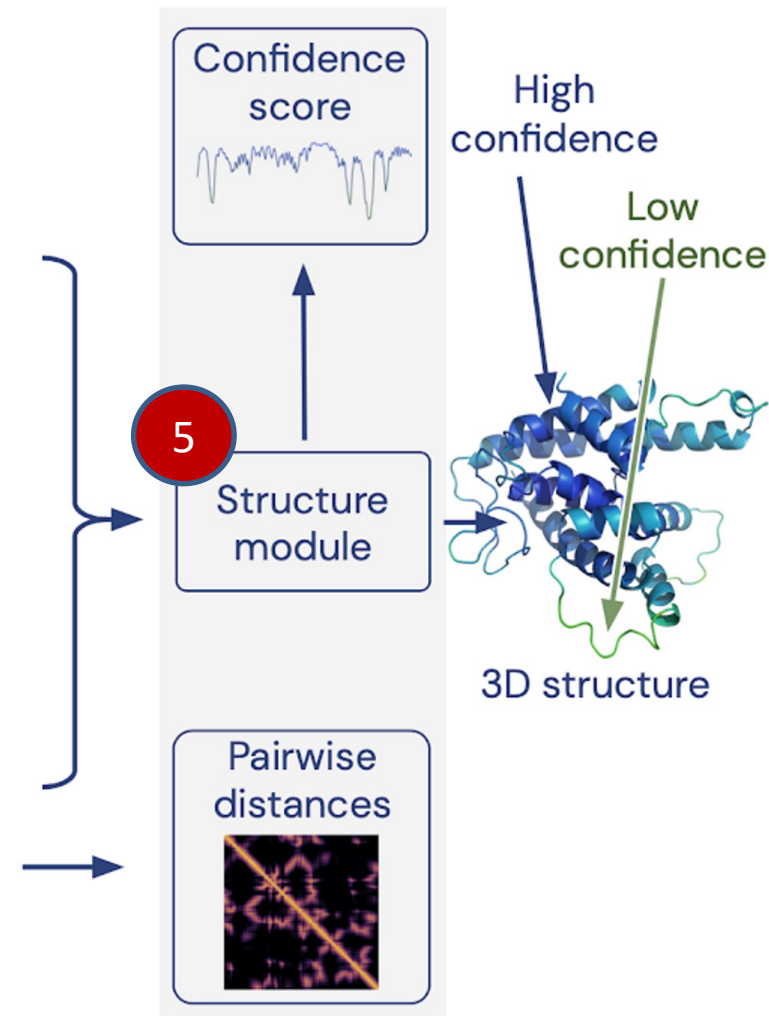 Confidence
score
High
confidence
Low
confidence
5
Structure
module
3D structure
Pairwise
distances